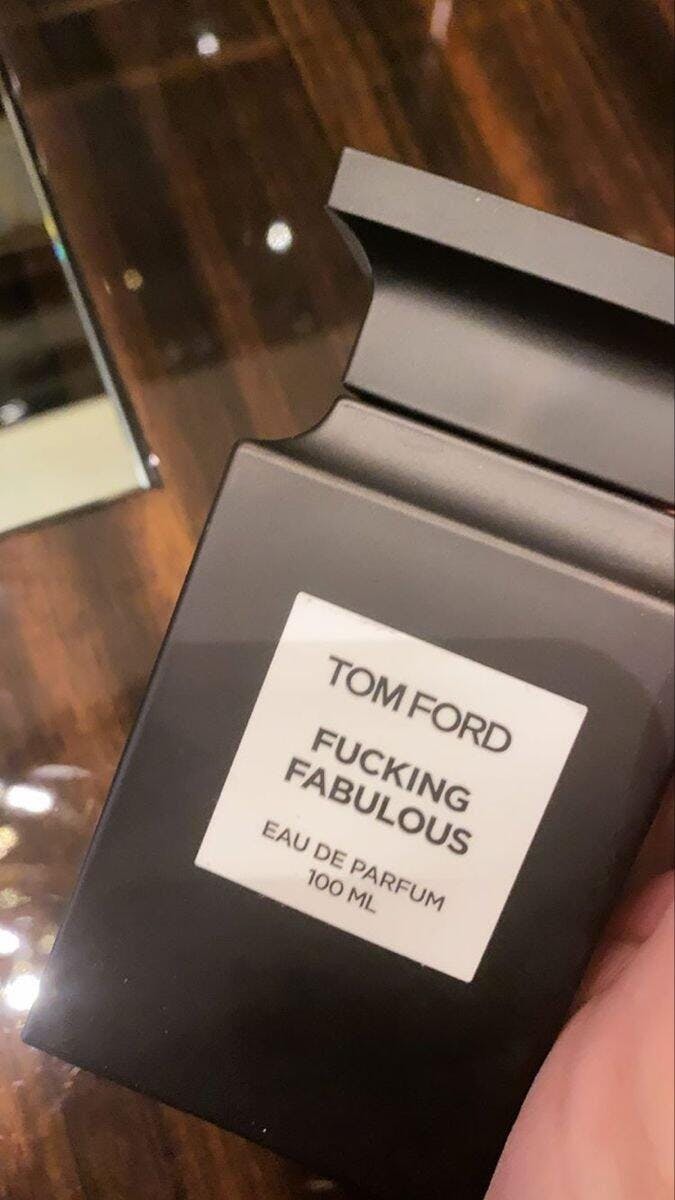 TOM FORD
FUCKING
FABULOUS
EAU DE PARFUM
100 ML